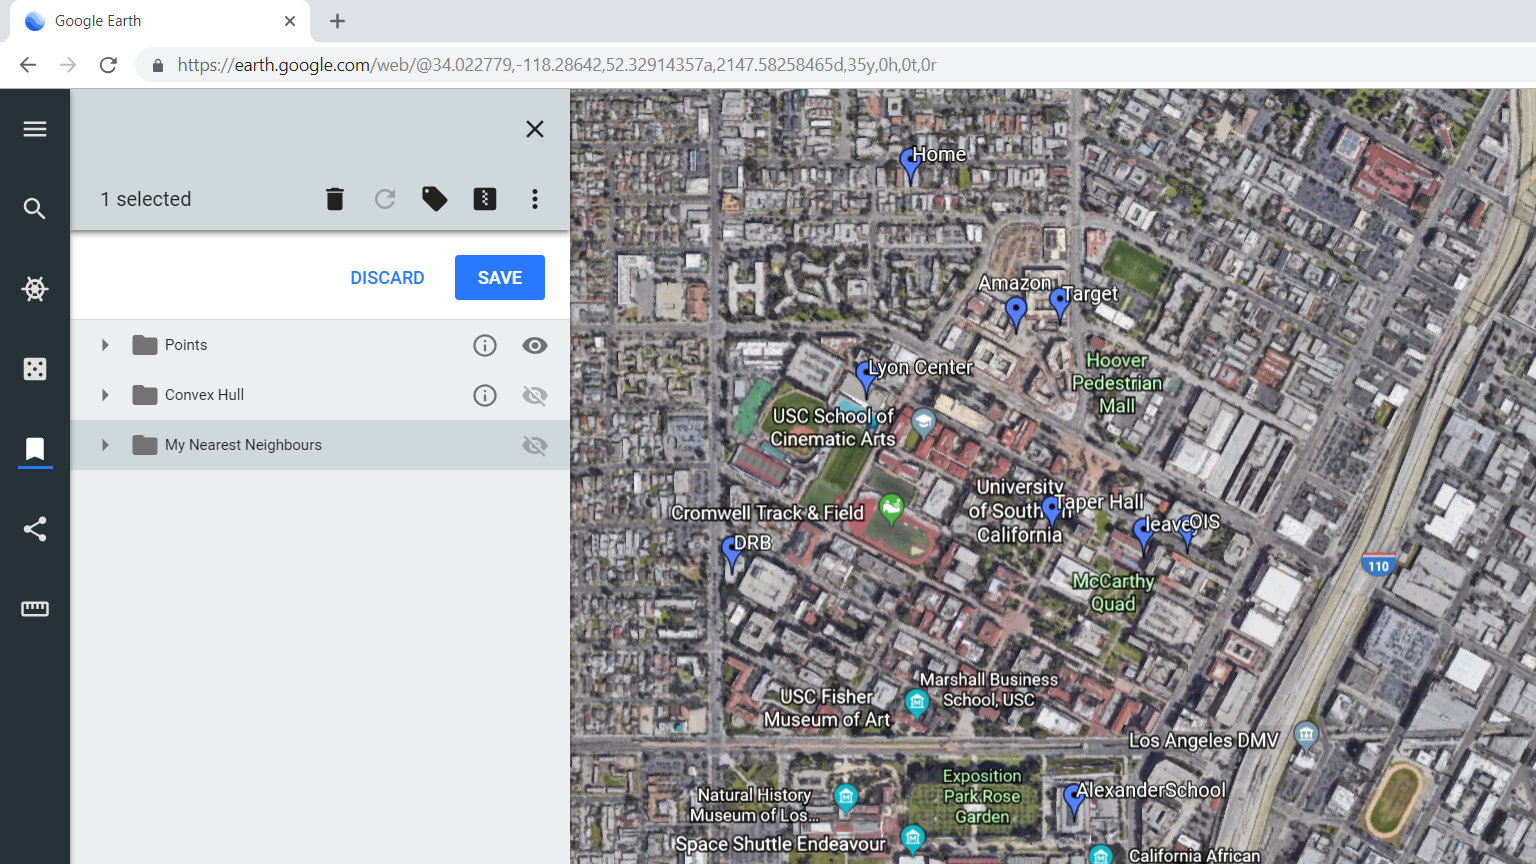 Google Earth
https://earth.google.com/web/@34.022779,-118.28642,52.32914357a,2147.58258465d,35y,0h,0t,0r
1 selected
DISCARD
SAVE
Points
Convex Hull
My Nearest Neighbours
Home
Amazon
Target
Hoover
Pedestrian
Mall
Lyon Center
USC School of
Cinematic Arts
University
of Southern
California
Taper Hall
leavey
OIS
Cromwell Track & Field
DRB
110
McCarthy
Quad
Marshall Business
School, USC
USC Fisher
Museum of Art
Los Angeles DMV
Exposition
Park Rose
Garden
Natural History
Museum of Los...
AlexanderSchool
Space Shuttle Endeavour
California African